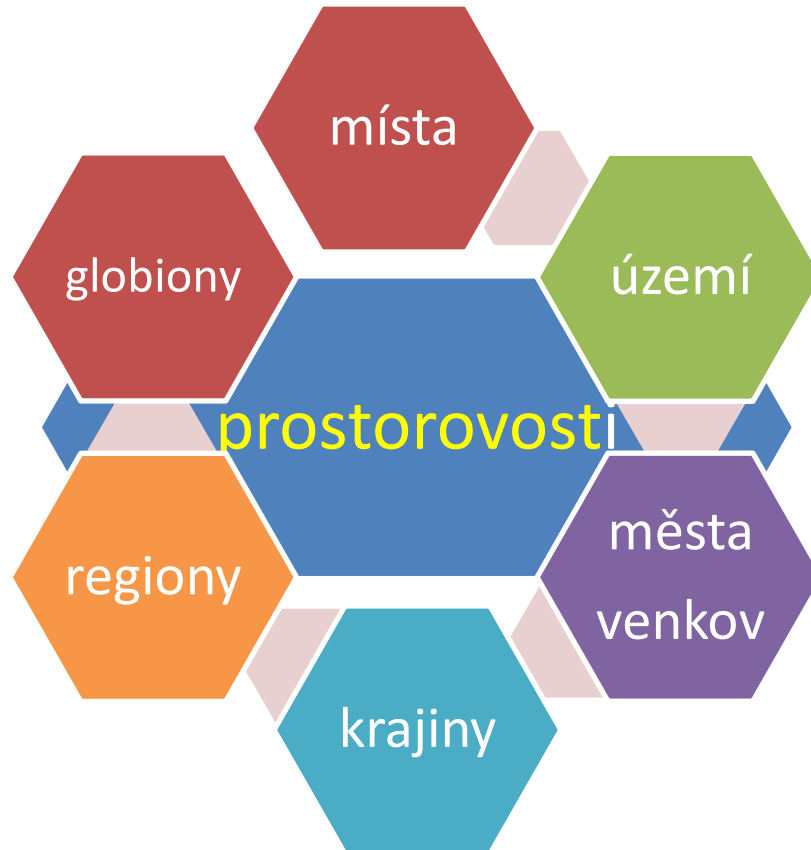 místa
globiony
území
prostorovosti
regiony
města
venkov
krajiny